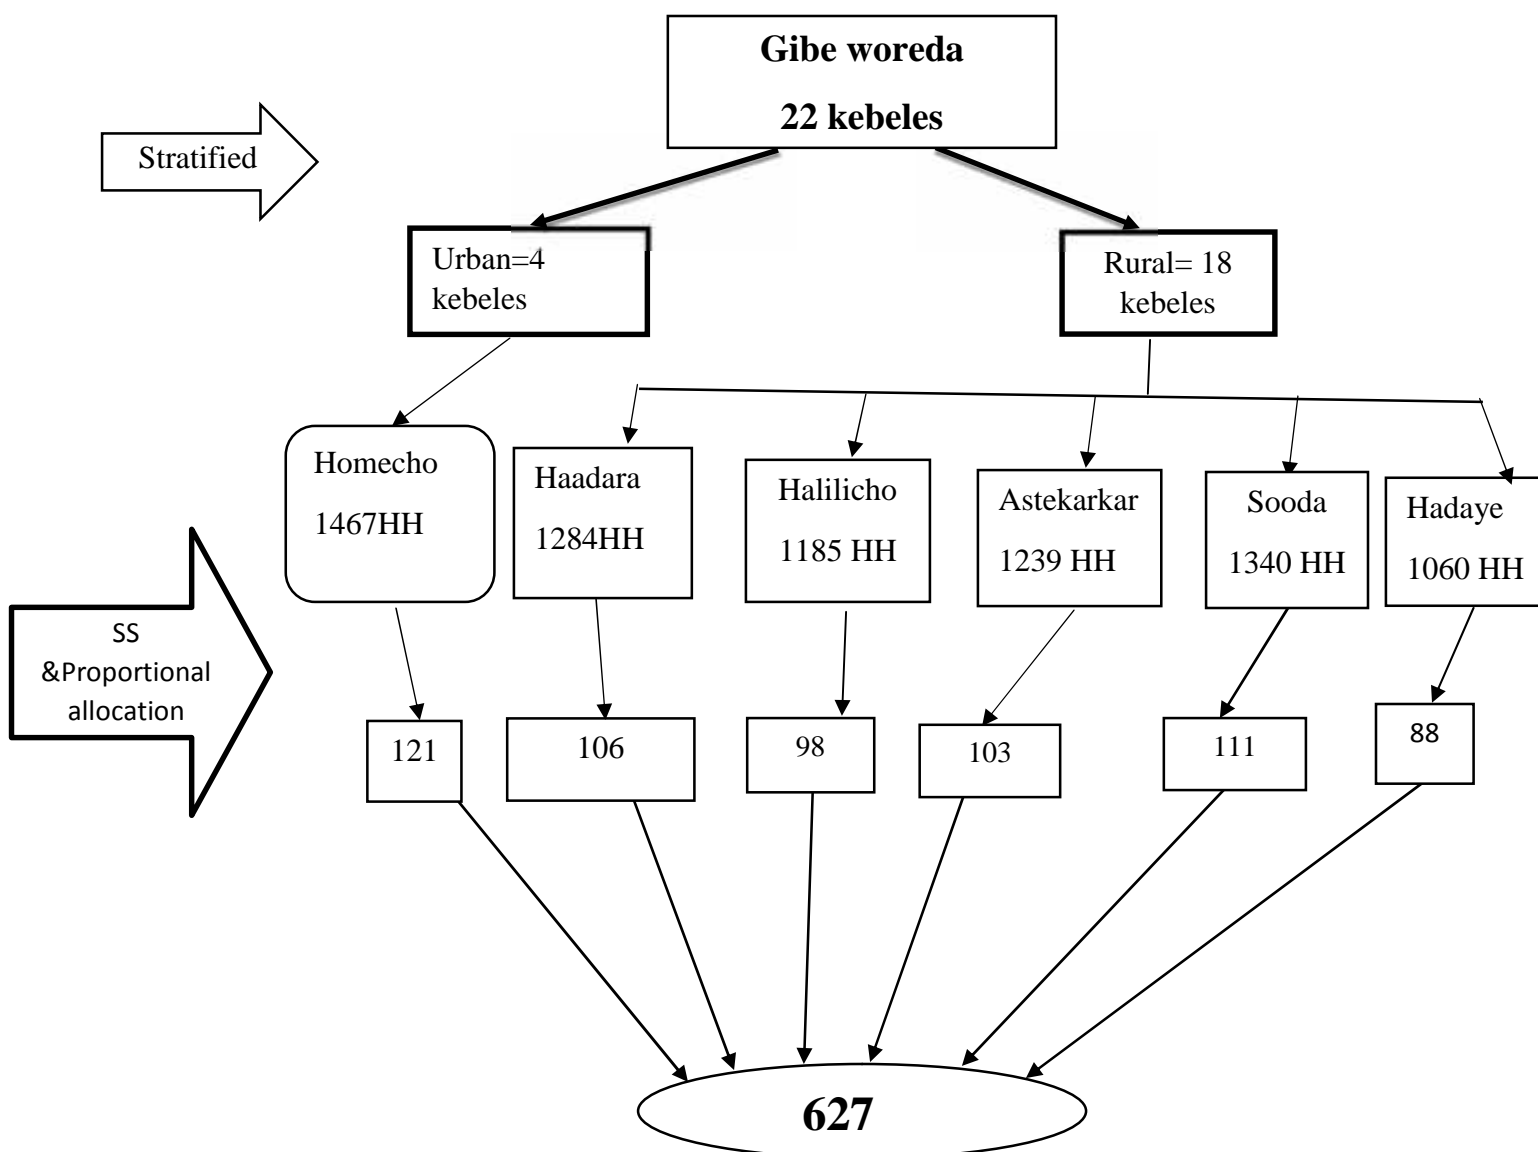 Gibe woreda
22 kebeles
Stratified
Urban=4
kebeles
Rural= 18
kebeles
Homecho
1467HH
Haadara
1284HH
Halilicho
1185 HH
Astekarkar
1239 HH
Sooda
1340 HH
Hadaye
1060 HH
SS
&Proportional
allocation
121
106
98
103
111
88
627